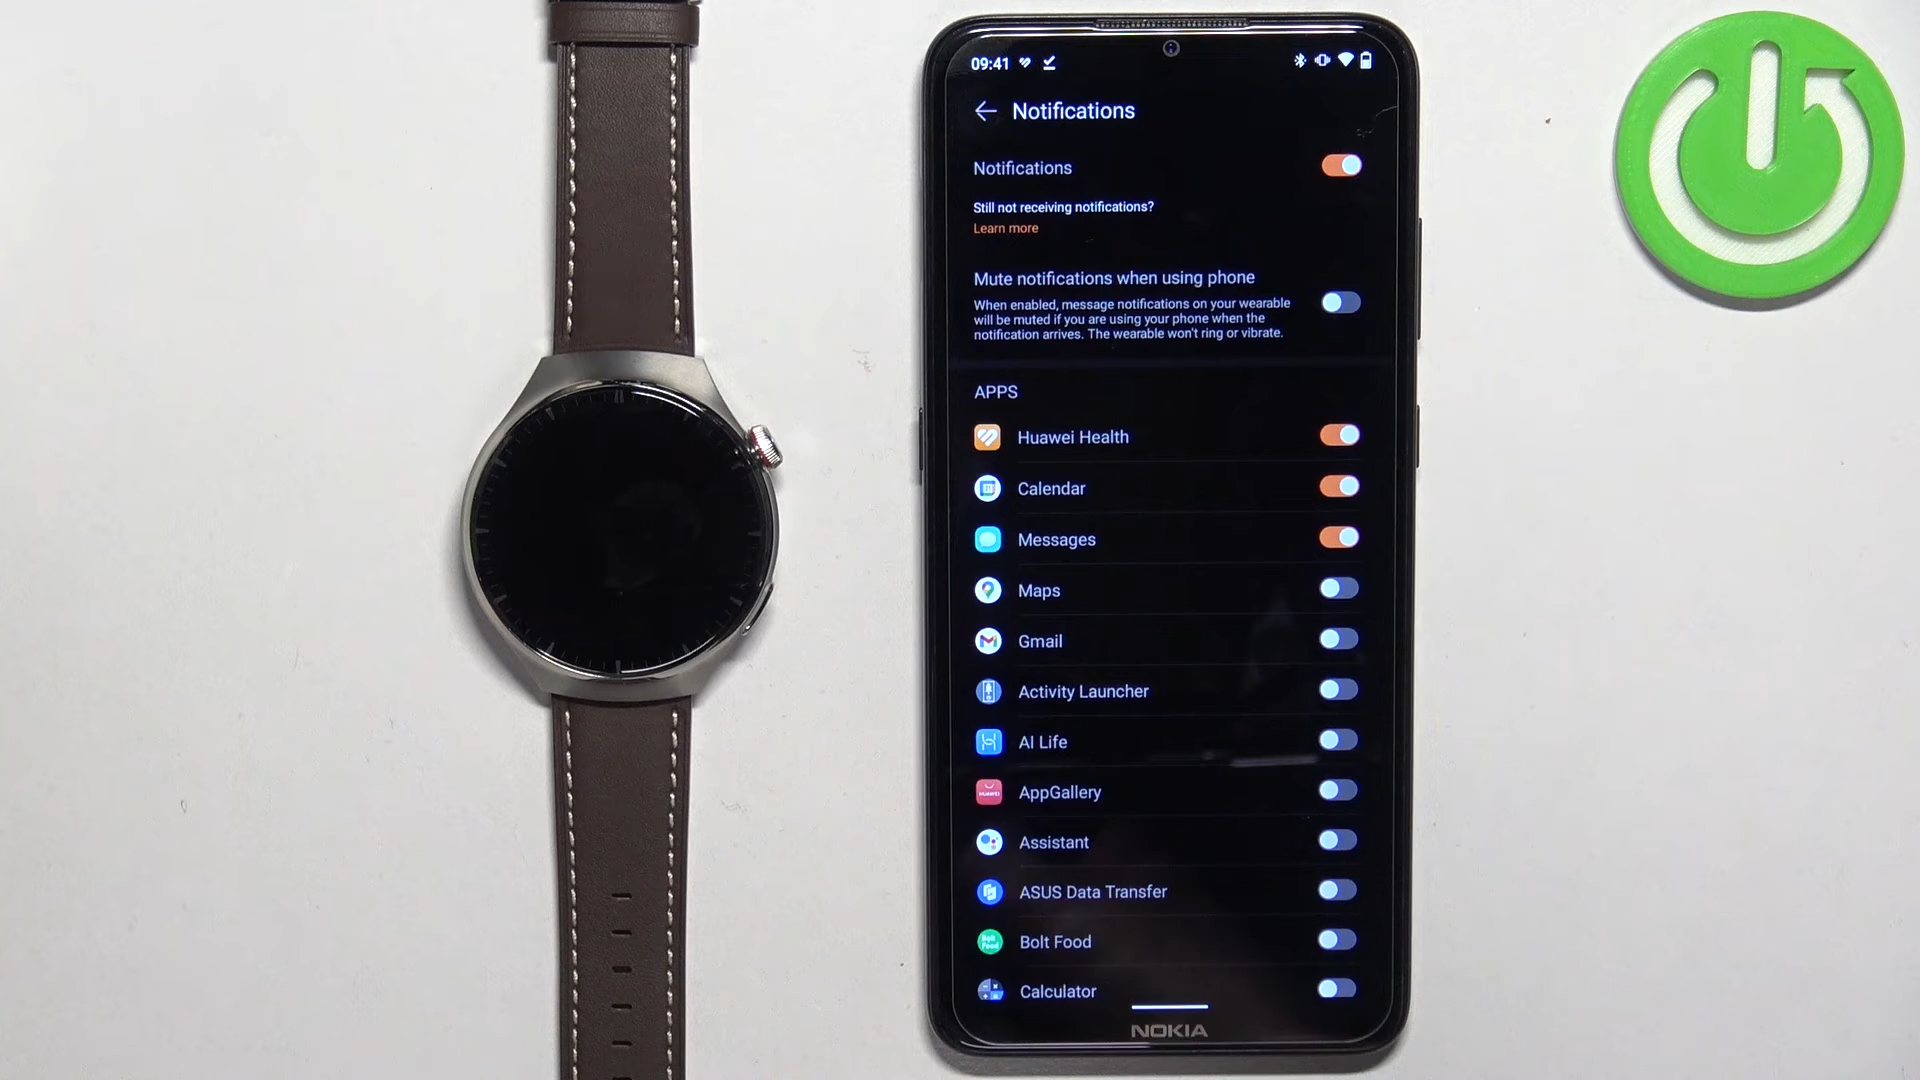 09:41
Notifications
Notifications
Still not receiving notifications?
Learn more
Mute notifications when using phone
When enabled, message notifications on your wearable
will be muted if you are using your phone when the
notification arrives. The wearable won't ring or vibrate.
APPS
Huawei Health
Calendar
Messages
Maps
Gmail
Activity Launcher
AI Life
AppGallery
Assistant
ASUS Data Transfer
Bolt Food
Calculator
NOKIA